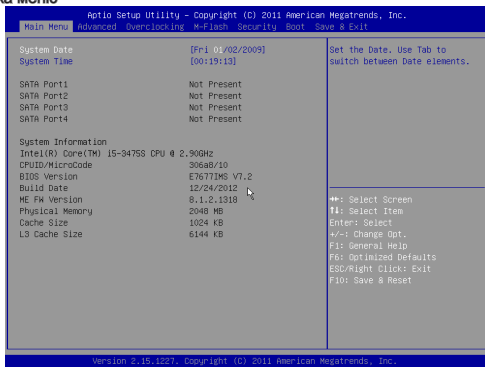 Aptio Setup Utility – Copyright (C) 2011 American Megatrends, Inc.
Main Menu Advanced Overclocking M-Flash Security Boot Save & Exit
System Date [Fri 01/02/2009]
System Time [00:19:13]
SATA Port1 Not Present
SATA Port2 Not Present
SATA Port3 Not Present
SATA Port4 Not Present
System Information
Intel(R) Core(TM) i5-3475S CPU @ 2.90GHz
CPUID/MicroCode 306a8/10
BIOS Version E7677IMS V7.2
Build Date 12/24/2012
ME FW Version 8.1.2.1318
Physical Memory 2048 MB
Cache Size 1024 KB
L3 Cache Size 6144 KB
Set the Date. Use Tab to
switch between Date elements.
→←: Select Screen
↑↓: Select Item
Enter: Select
+/-: Change Opt.
F1: General Help
F6: Optimized Defaults
ESC/Right Click: Exit
F10: Save & Reset
Version 2.15.1227. Copyright (C) 2011 American Megatrends, Inc.